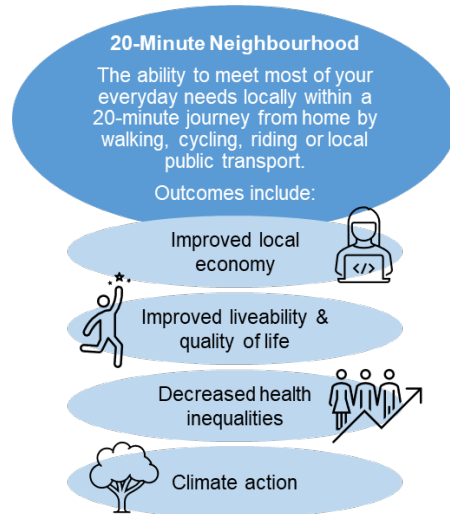 20-Minute Neighbourhood
The ability to meet most of your
everyday needs locally within a
20-minute journey from home by
walking, cycling, riding or local
public transport.
Outcomes include:
Improved local
economy
</>
Improved liveability &
quality of life
Decreased health
inequalities
Climate action